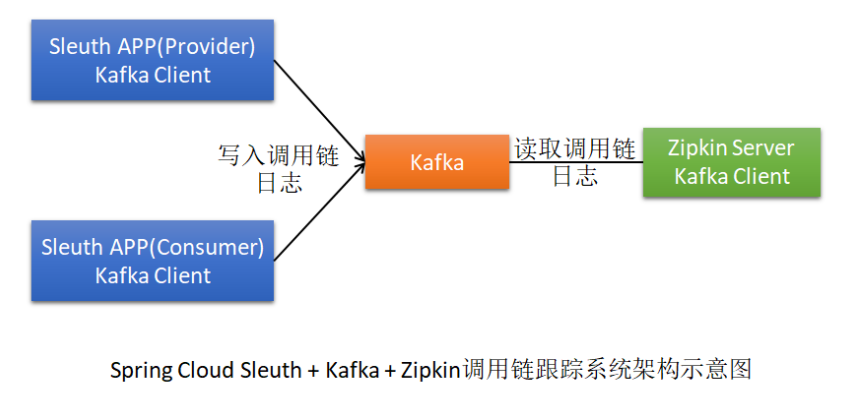 Sleuth APP(Provider)
Kafka Client
写入调用链
日志
Kafka
读取调用链
日志
Zipkin Server
Kafka Client
Sleuth APP(Consumer)
Kafka Client
Spring Cloud Sleuth + Kafka + Zipkin调用链跟踪系统架构示意图